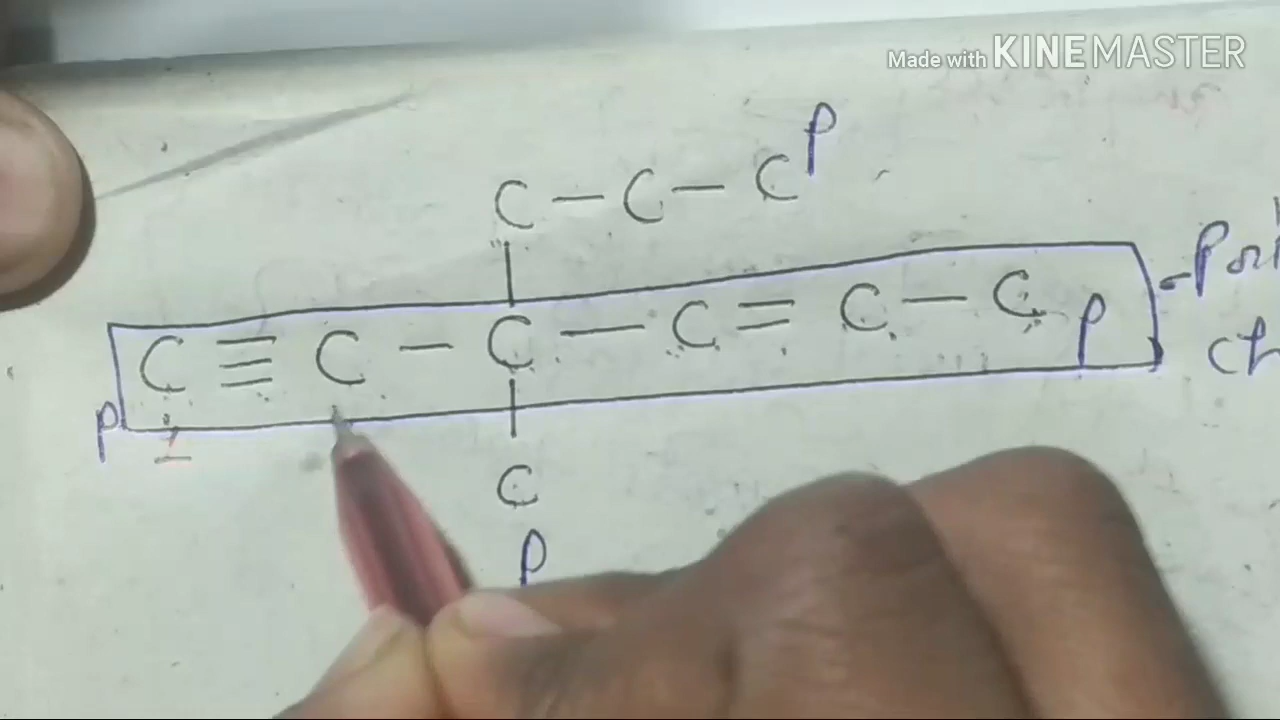 Made with KINEMASTER
C - C - C P
C ≡ C - C - C = C - C P
P 1
C
P